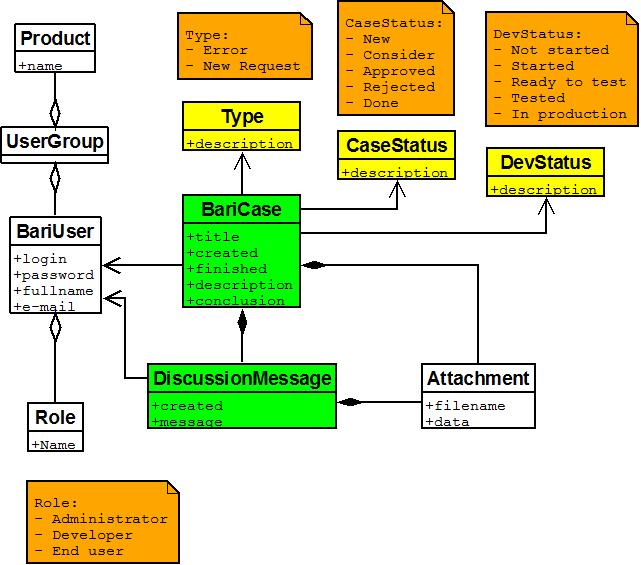 Product
+name
Type:
- Error
- New Request
CaseStatus:
- New
- Consider
- Approved
- Rejected
- Done
DevStatus:
- Not started
- Started
- Ready to test
- Tested
- In production
UserGroup
Type
+description
CaseStatus
+description
DevStatus
+description
BariUser
+login
+password
+fullname
+e-mail
BariCase
+title
+created
+finished
+description
+conclusion
DiscussionMessage
+created
+message
Attachment
+filename
+data
Role
+Name
Role:
- Administrator
- Developer
- End user